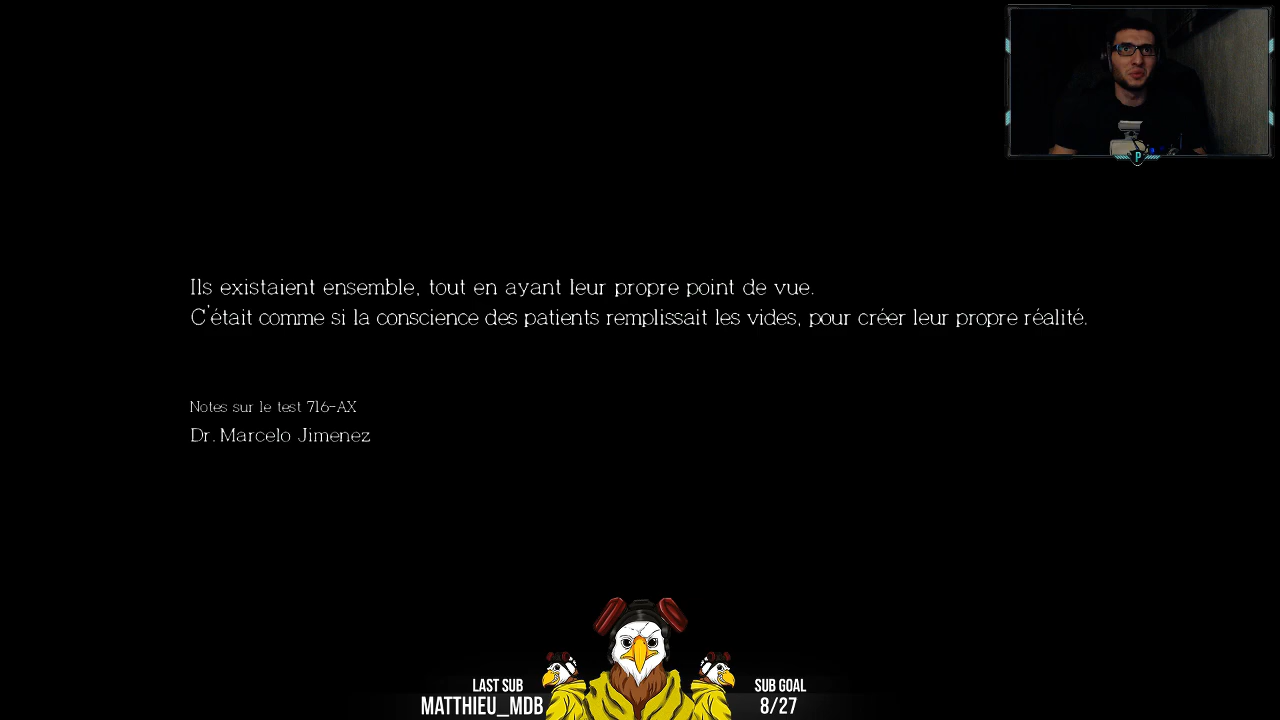 Ils existaient ensemble, tout en ayant leur propre point de vue.
C'était comme si la conscience des patients remplissait les vides, pour créer leur propre réalité.
Notes sur le test 716-AX
Dr. Marcelo Jimenez
P
LAST SUB
MATTHIEU_MDB
SUB GOAL
8/27